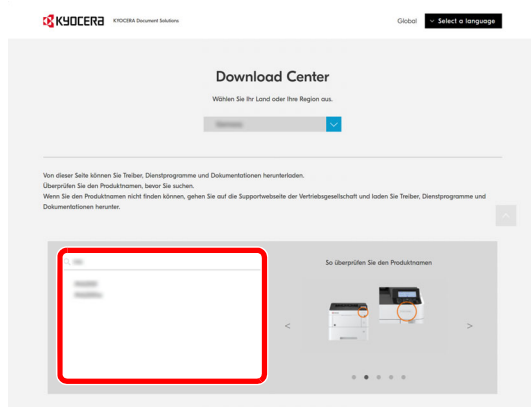 KYOCERA KYOCERA Document Solutions
Global Select a language
Download Center
Wählen Sie Ihr Land oder Ihre Region aus.
Von dieser Seite können Sie Treiber, Dienstprogramme und Dokumentationen herunterladen.
Überprüfen Sie den Produktnamen, bevor Sie suchen.
Wenn Sie den Produktnamen nicht finden können, gehen Sie auf die Supportwebseite der Vertriebsgesellschaft und laden Sie Treiber, Dienstprogramme und
Dokumentationen herunter.
So überprüfen Sie den Produktnamen